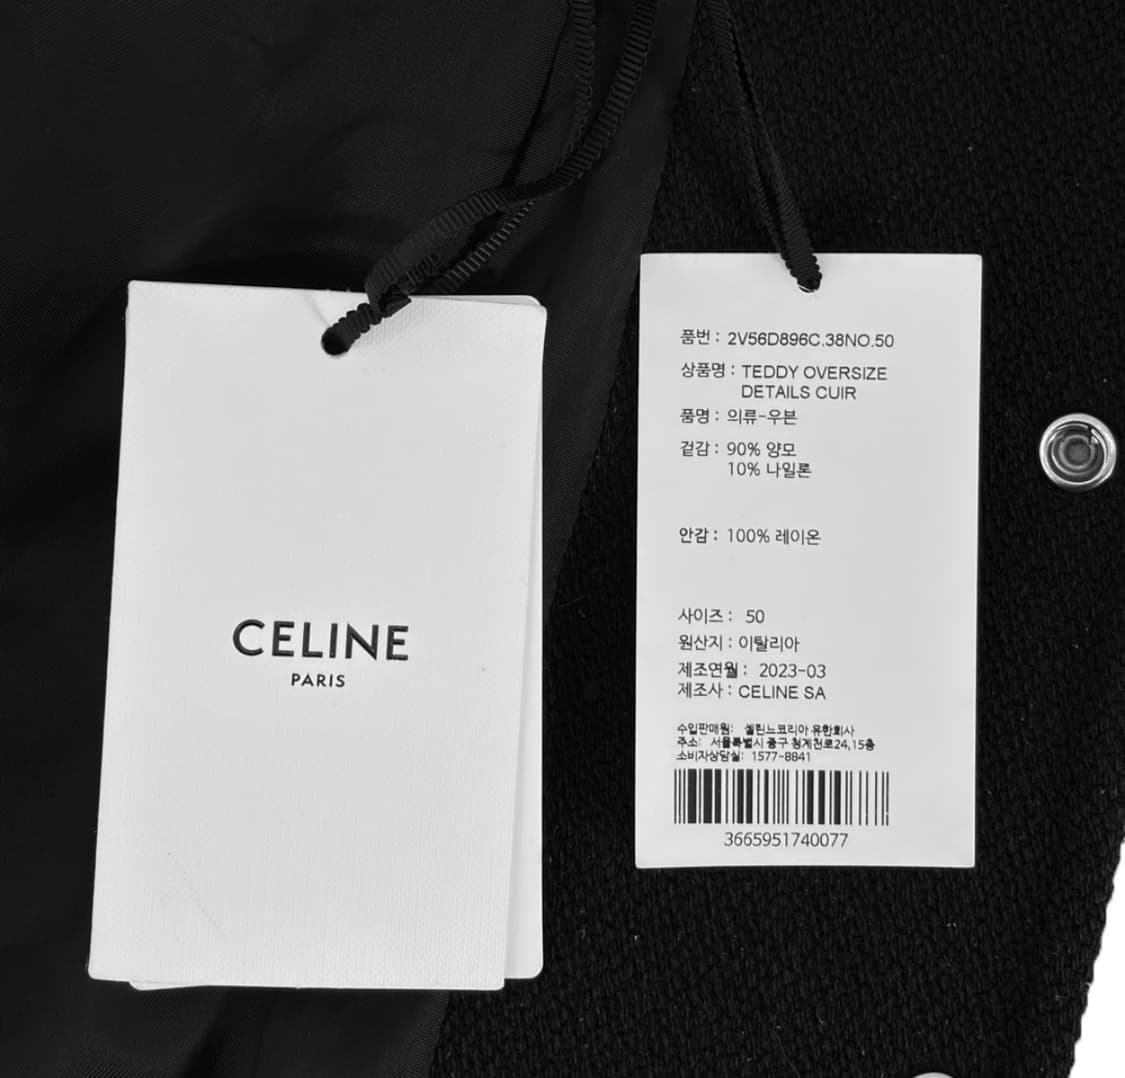 CELINE
PARIS
품번 : 2V56D896C.38NO.50
상품명 : TEDDY OVERSIZE
DETAILS CUIR
품명 : 의류-우븐
겉감 : 90% 양모
10% 나일론
안감 : 100% 레이온
사이즈 : 50
원산지 : 이탈리아
제조연월 : 2023-03
제조사 : CELINE SA
수입판매원: 셀린느코리아 유한회사
주소: 서울특별시 중구 청계천로24,15층
소비자상담실: 1577-8841
3665951740077